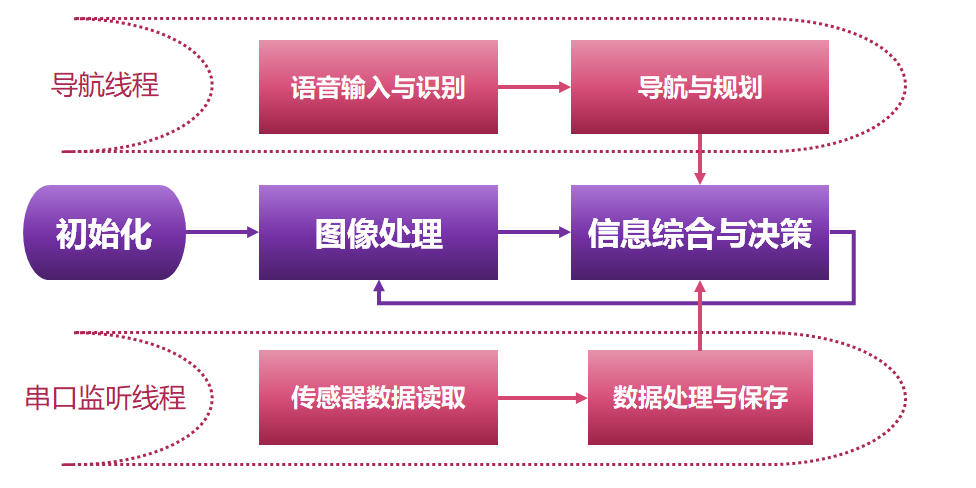 导航线程
语音输入与识别
导航与规划
初始化
图像处理
信息综合与决策
串口监听线程
传感器数据读取
数据处理与保存